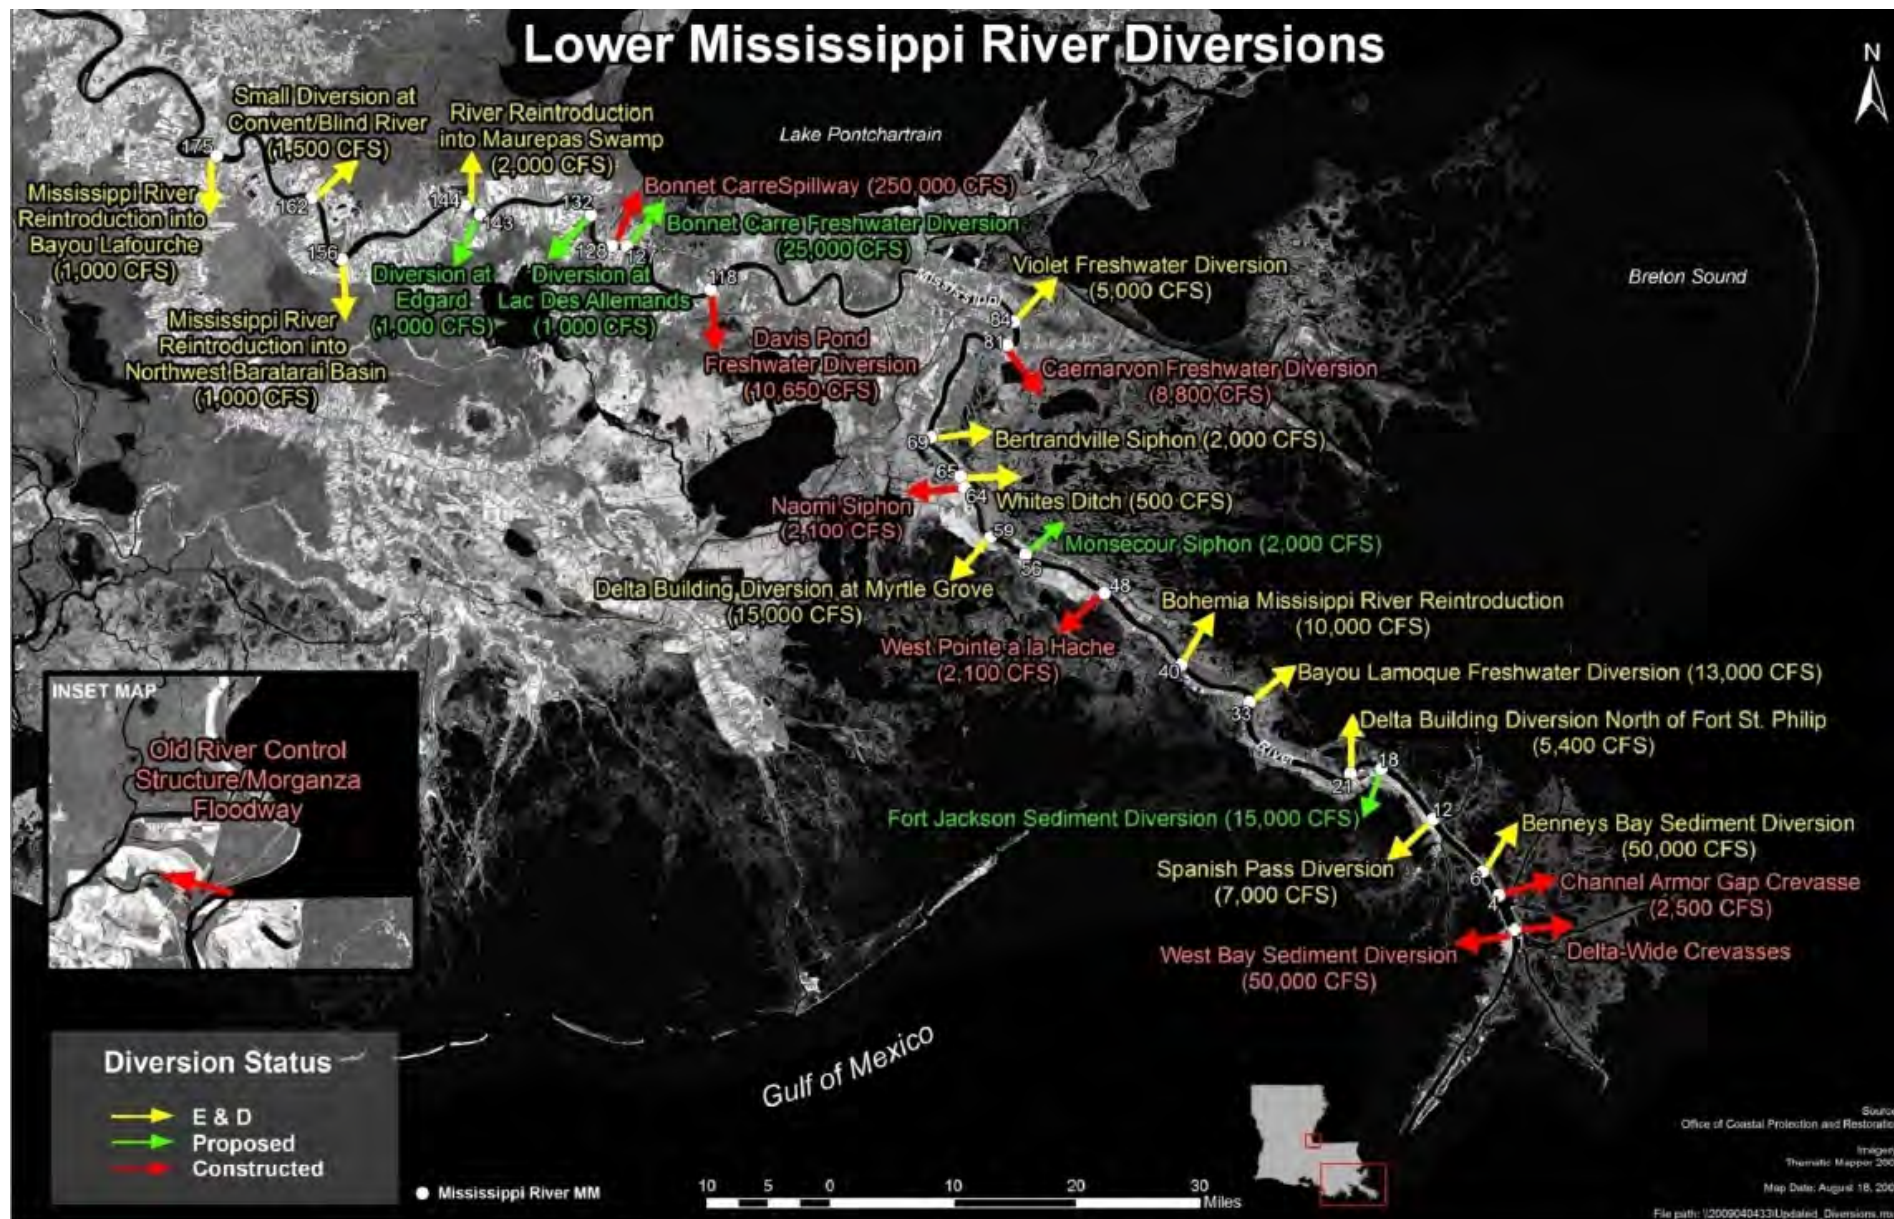 Lower Mississippi River Diversions
N
Lake Pontchartrain
Breton Sound
Gulf of Mexico
Mississippi
River
Small Diversion at
Convent/Blind River
(1,500 CFS)
River Reintroduction
into Maurepas Swamp
(2,000 CFS)
Bonnet CarreSpillway (250,000 CFS)
Bonnet Carre Freshwater Diversion
(25,000 CFS)
Mississippi River
Reintroduction into
Bayou Lafourche
(1,000 CFS)
Mississippi River
Reintroduction into
Northwest Baratarai Basin
(1,000 CFS)
Diversion at
Edgard
(1,000 CFS)
Diversion at
Lac Des Allemands
(1,000 CFS)
Davis Pond
Freshwater Diversion
(10,650 CFS)
Violet Freshwater Diversion
(5,000 CFS)
Caernarvon Freshwater Diversion
(8,800 CFS)
Bertrandville Siphon (2,000 CFS)
Whites Ditch (500 CFS)
Naomi Siphon
(2,100 CFS)
Monsecour Siphon (2,000 CFS)
Delta Building Diversion at Myrtle Grove
(15,000 CFS)
West Pointe a la Hache
(2,100 CFS)
Bohemia Missisippi River Reintroduction
(10,000 CFS)
Bayou Lamoque Freshwater Diversion (13,000 CFS)
Delta Building Diversion North of Fort St. Philip
(5,400 CFS)
Fort Jackson Sediment Diversion (15,000 CFS)
Spanish Pass Diversion
(7,000 CFS)
Benneys Bay Sediment Diversion
(50,000 CFS)
Channel Armor Gap Crevasse
(2,500 CFS)
West Bay Sediment Diversion
(50,000 CFS)
Delta-Wide Crevasses
175
162
156
144
143
132
128
118
84
81
69
65
64
59
56
48
40
33
21
18
12
6
4
INSET MAP
Old River Control
Structure/Morganza
Floodway
Diversion Status
E & D
Proposed
Constructed
Mississippi River MM
10 5 0 10 20 30
Miles
Office of Coastal Protection and
Thematic Mapper
Map Date: August 18,